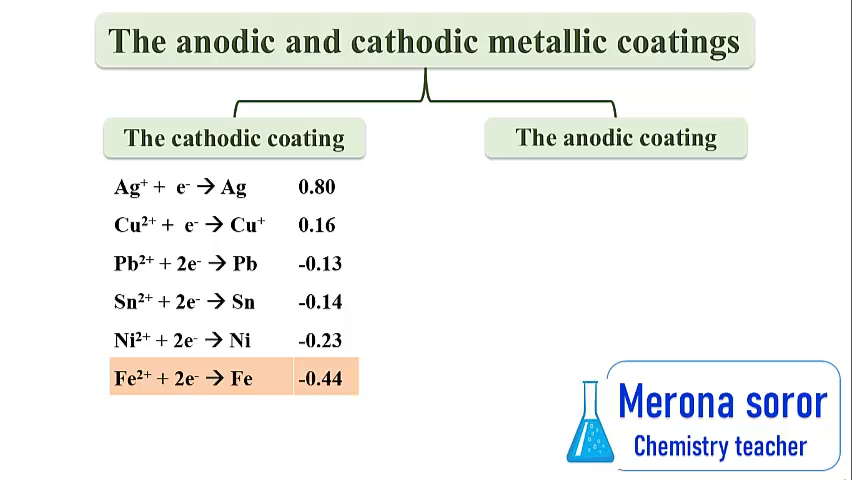 The anodic and cathodic metallic coatings
The cathodic coating
The anodic coating
Ag⁺ + e⁻ → Ag 0.80
Cu²⁺ + e⁻ → Cu⁺ 0.16
Pb²⁺ + 2e⁻ → Pb -0.13
Sn²⁺ + 2e⁻ → Sn -0.14
Ni²⁺ + 2e⁻ → Ni -0.23
Fe²⁺ + 2e⁻ → Fe -0.44
Merona soror
Chemistry teacher